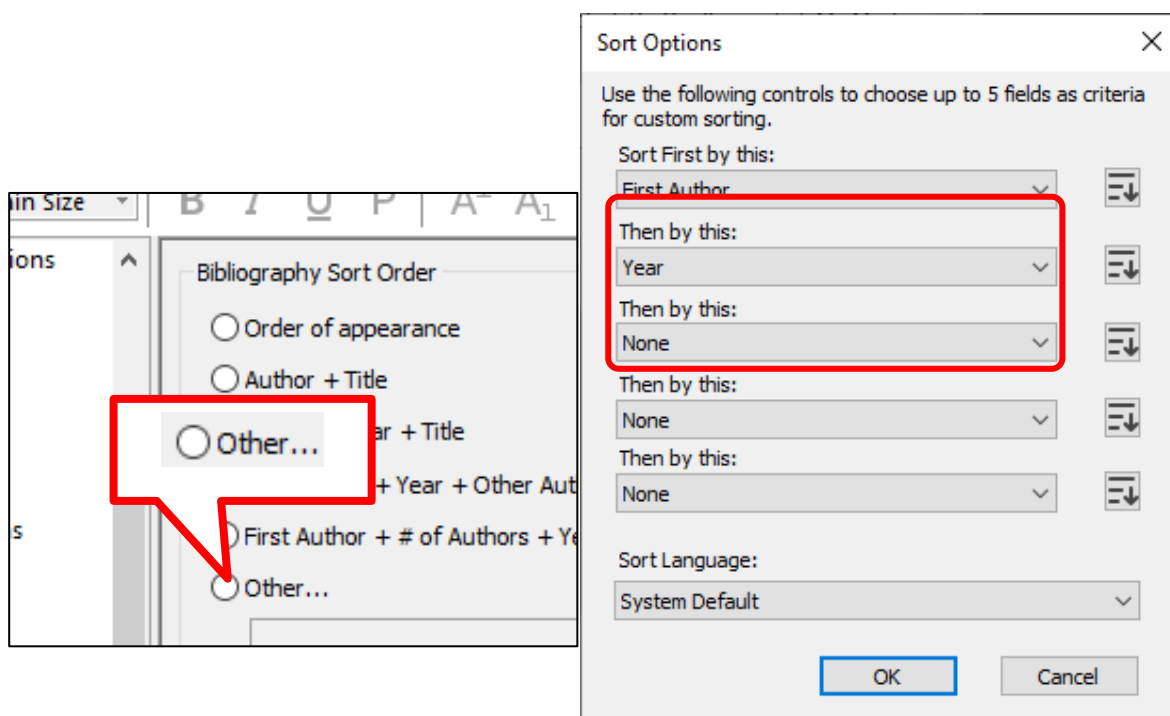 in Size
B I U P A A1
ions
Bibliography Sort Order
Order of appearance
Author + Title
ar + Title
Other...
+ Year + Other Aut
s
First Author + # of Authors + Ye
Other...
Sort Options
Use the following controls to choose up to 5 fields as criteria
for custom sorting.
Sort First by this:
First Author
Then by this:
Year
Then by this:
None
Then by this:
None
Then by this:
None
Sort Language:
System Default
OK
Cancel